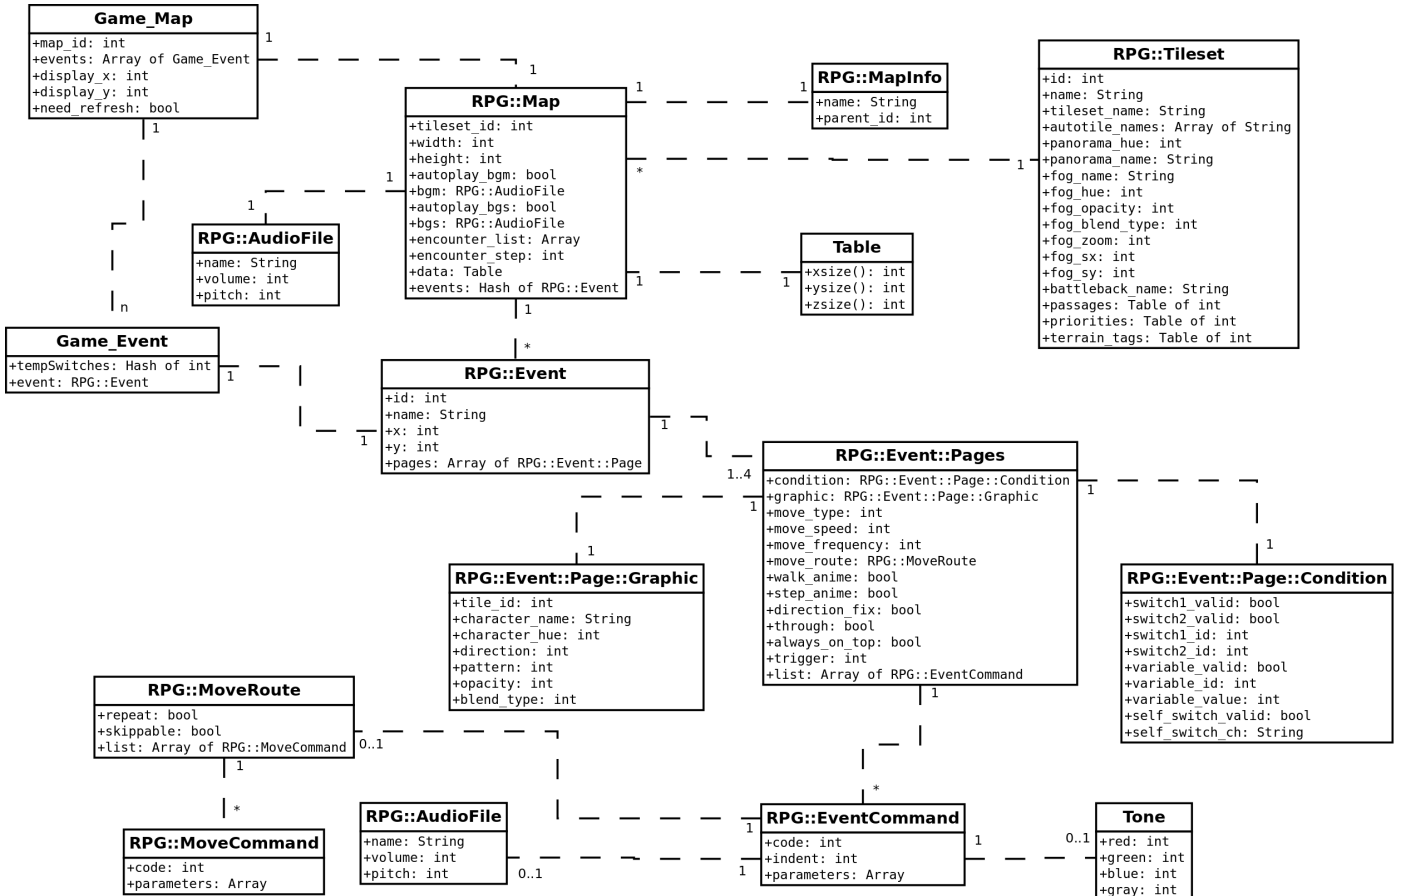 Game_Map
+map_id: int
+events: Array of Game_Event
+display_x: int
+display_y: int
+need_refresh: bool
1
1
1
RPG::Map
+tileset_id: int
+width: int
+height: int
+autoplay_bgm: bool
+bgm: RPG::AudioFile
+autoplay_bgs: bool
+bgs: RPG::AudioFile
+encounter_list: Array
+encounter_step: int
+data: Table
+events: Hash of RPG::Event
1
1
RPG::MapInfo
+name: String
+parent_id: int
*
1
RPG::Tileset
+id: int
+name: String
+tileset_name: String
+autotile_names: Array of String
+panorama_hue: int
+panorama_name: String
+fog_name: String
+fog_hue: int
+fog_opacity: int
+fog_blend_type: int
+fog_zoom: int
+fog_sx: int
+fog_sy: int
+battleback_name: String
+passages: Table of int
+priorities: Table of int
+terrain_tags: Table of int
1
1
RPG::AudioFile
+name: String
+volume: int
+pitch: int
1
1
Table
+xsize(): int
+ysize(): int
+zsize(): int
n
Game_Event
+tempSwitches: Hash of int
+event: RPG::Event
1
1
1
*
RPG::Event
+id: int
+name: String
+x: int
+y: int
+pages: Array of RPG::Event::Page
1
1..4
RPG::Event::Pages
+condition: RPG::Event::Page::Condition
+graphic: RPG::Event::Page::Graphic
+move_type: int
+move_speed: int
+move_frequency: int
+move_route: RPG::MoveRoute
+walk_anime: bool
+step_anime: bool
+direction_fix: bool
+through: bool
+always_on_top: bool
+trigger: int
+list: Array of RPG::EventCommand
1
1
RPG::Event::Page::Graphic
+tile_id: int
+character_name: String
+character_hue: int
+direction: int
+pattern: int
+opacity: int
+blend_type: int
1
1
RPG::Event::Page::Condition
+switch1_valid: bool
+switch2_valid: bool
+switch1_id: int
+switch2_id: int
+variable_valid: bool
+variable_id: int
+variable_value: int
+self_switch_valid: bool
+self_switch_ch: String
RPG::MoveRoute
+repeat: bool
+skippable: bool
+list: Array of RPG::MoveCommand
0..1
1
1
*
RPG::MoveCommand
+code: int
+parameters: Array
RPG::AudioFile
+name: String
+volume: int
+pitch: int
0..1
1
1
*
RPG::EventCommand
+code: int
+indent: int
+parameters: Array
1
0..1
Tone
+red: int
+green: int
+blue: int
+gray: int